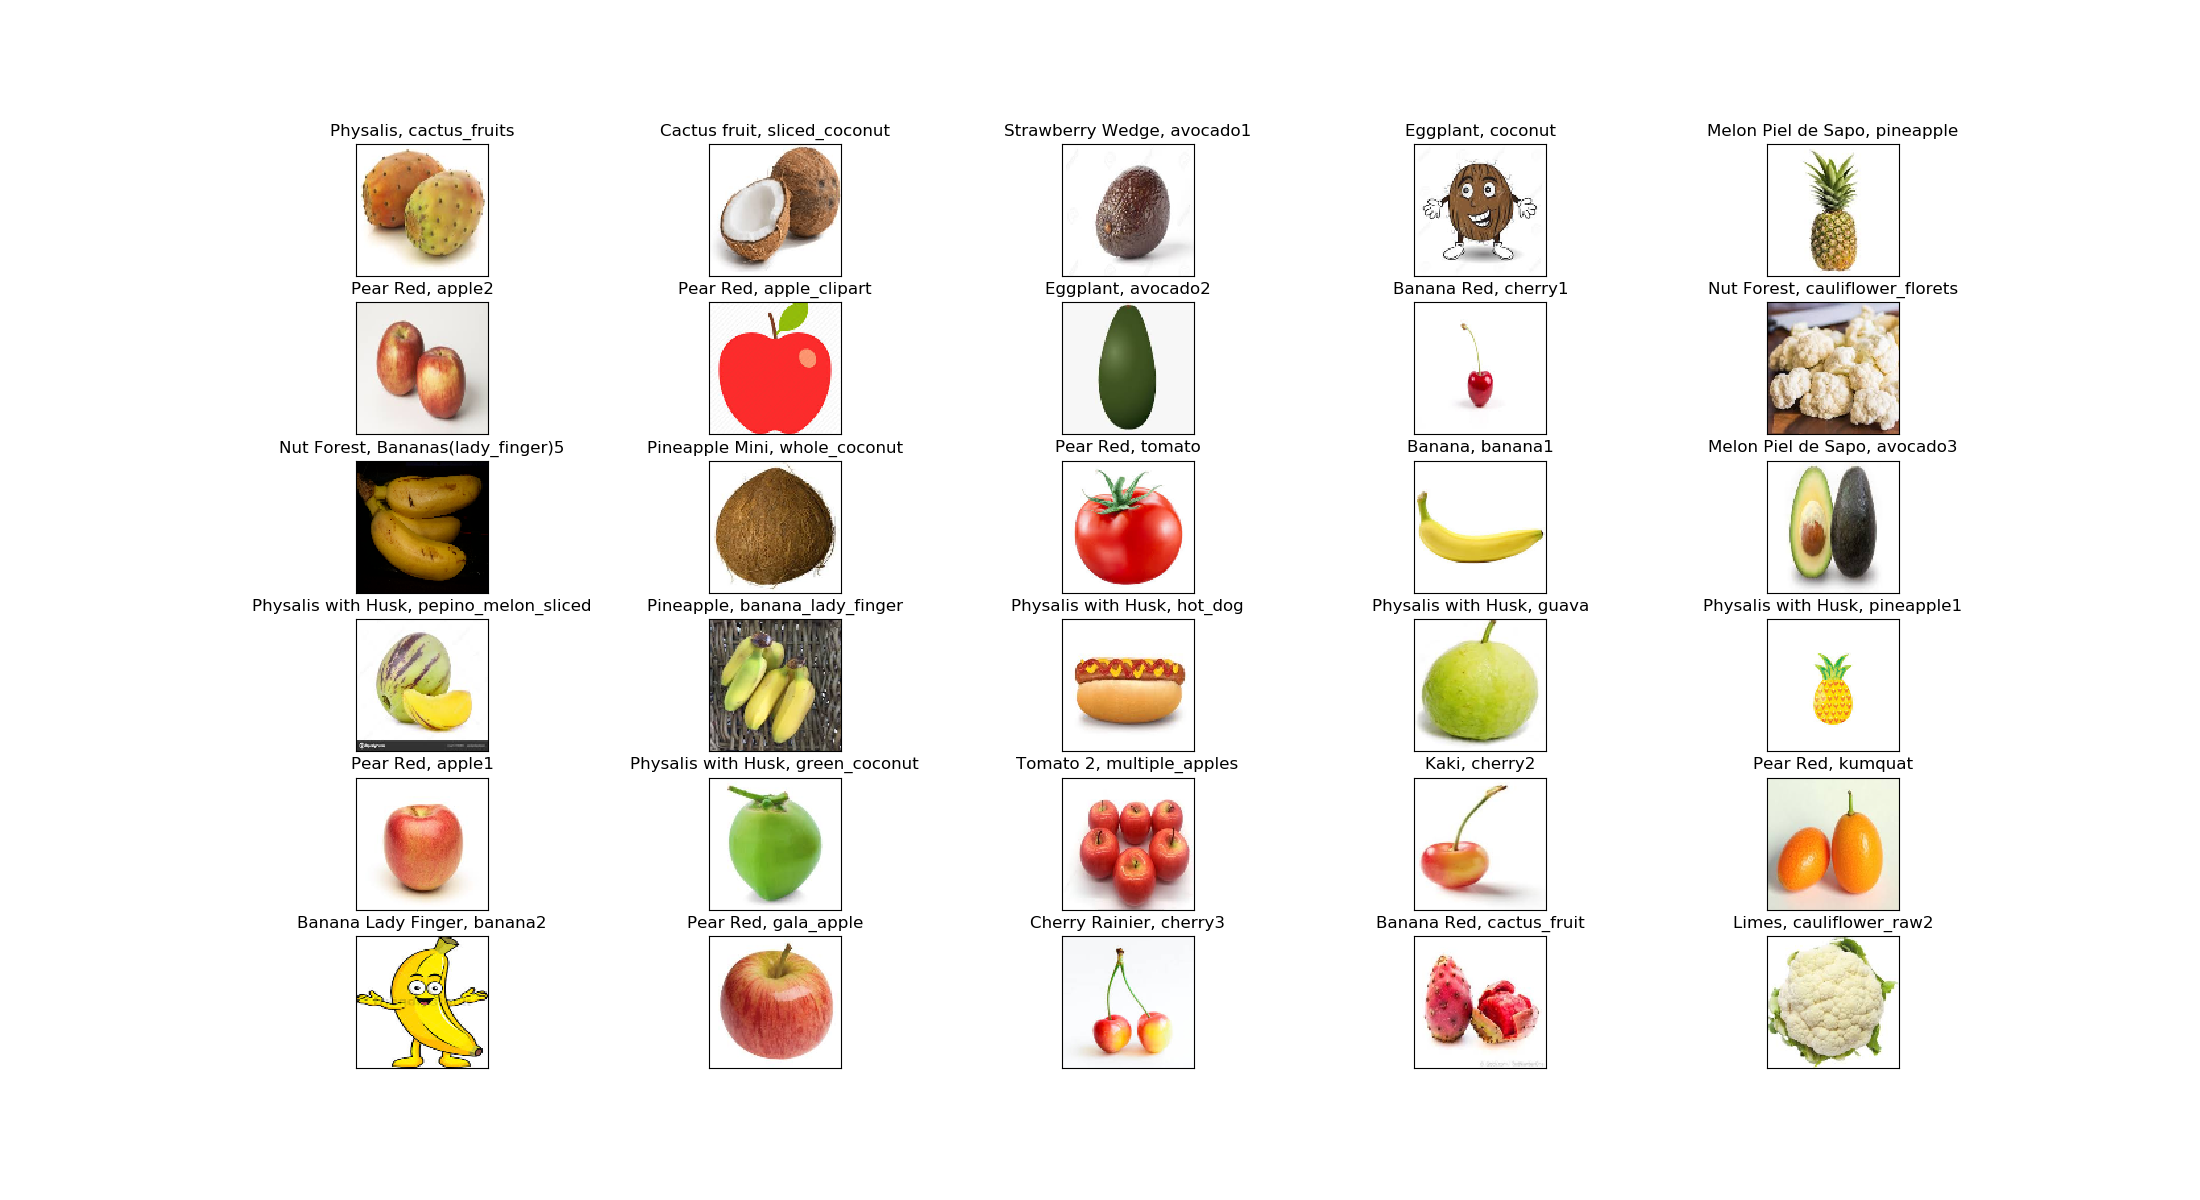 Physalis, cactus_fruits
Cactus fruit, sliced_coconut
Strawberry Wedge, avocado1
Eggplant, coconut
Melon Piel de Sapo, pineapple
Pear Red, apple2
Pear Red, apple_clipart
Eggplant, avocado2
Banana Red, cherry1
Nut Forest, cauliflower_florets
Nut Forest, Bananas(lady_finger)5
Pineapple Mini, whole_coconut
Pear Red, tomato
Banana, banana1
Melon Piel de Sapo, avocado3
Physalis with Husk, pepino_melon_sliced
Pineapple, banana_lady_finger
Physalis with Husk, hot_dog
Physalis with Husk, guava
Physalis with Husk, pineapple1
Pear Red, apple1
Physalis with Husk, green_coconut
Tomato 2, multiple_apples
Kaki, cherry2
Pear Red, kumquat
Banana Lady Finger, banana2
Pear Red, gala_apple
Cherry Rainier, cherry3
Banana Red, cactus_fruit
Limes, cauliflower_raw2